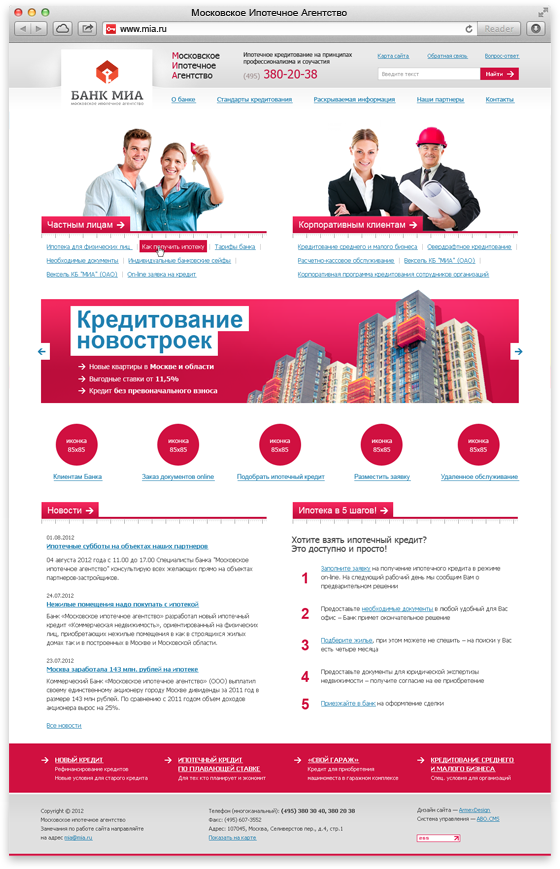 Московское Ипотечное Агентство
www.mia.ru
Reader
БАНК МИА
МОСКОВСКОЕ ИПОТЕЧНОЕ АГЕНТСТВО
Московское
Ипотечное
Агентство
Ипотечное кредитование на принципах
профессионализма и соучастия
(495) 380-20-38
Карта сайта
Обратная связь
Вопрос-ответ
Введите текст
Найти
О банке
Стандарты кредитования
Раскрываемая информация
Наши партнеры
Контакты
Частным лицам
Ипотека для физических лиц
Как получить ипотеку
Тарифы банка
Необходимые документы
Индивидуальные банковские сейфы
Вексель КБ "МИА" (ОАО)
On-line заявка на кредит
Корпоративным клиентам
Кредитование среднего и малого бизнеса
Овердрафтное кредитование
Расчетно-кассовое обслуживание
Вексель КБ "МИА" (ОАО)
Корпоративная программа кредитования сотрудников организаций
Кредитование
новостроек
Новые квартиры в Москве и области
Выгодные ставки от 11,5%
Кредит без превоначального взноса
иконка
85x85
иконка
85x85
иконка
85x85
иконка
85x85
иконка
85x85
Клиентам Банка
Заказ документов online
Подобрать ипотечный кредит
Разместить заявку
Удаленное обслуживание
Новости
01.08.2012
Ипотечные субботы на объектах наших партнеров
04 августа 2012 года с 11.00 до 17.00 Специалисты банка "Московское
ипотечное агентство" консультирую всех желающих прямо на объектах
партнеров-застройщиков.
24.07.2012
Нежилые помещения надо покупать с ипотекой
Банк «Московское ипотечное агентство» разработал новый ипотечный
кредит «Коммерческая недвижимость», ориентированный на физических
лиц, приобретающих нежилые помещения в как в строящихся жилых
домах так и в построенных в Москве и Московской области.
23.07.2012
Москва заработала 143 млн. рублей на ипотеке
Коммерческий Банк «Московское ипотечное агентство» (ООО) выплатил
своему единственному акционеру городу Москве дивиденды за 2011 год в
размере 143 млн рублей. По сравнению с 2011 годом объем доходов
акционера вырос на 25%.
Все новости
Ипотека в 5 шагов!
Хотите взять ипотечный кредит?
Это доступно и просто!
1 Заполните заявку на получение ипотечного кредита в режиме
on-line. На следующий рабочий день мы сообщим Вам о
предварительном решении
2 Предоставьте необходимые документы в любой удобный для Вас
офис – Банк примет окончательное решение
3 Подберите жилье, при этом можете не спешить – на поиски у Вас
есть четыре месяца
4 Предоставьте документы для юридической экспертизы
недвижимости – получите согласие на ее приобретение
5 Приезжайте в банк на оформление сделки
НОВЫЙ КРЕДИТ
Рефинансирование кредитов
Новые условия для старого кредита
ИПОТЕЧНЫЙ КРЕДИТ
ПО ПЛАВАЮЩЕЙ СТАВКЕ
Для тех кто планирует и экономит
«СВОЙ ГАРАЖ»
Кредит для приобретения
машиноместа в гаражном комплексе
КРЕДИТОВАНИЕ СРЕДНЕГО
И МАЛОГО БИЗНЕСА
Спец. условия для организаций
Copyright © 2012
Московское ипотечное агентство
Замечания по работе сайта направляйте
на адрес mia@mia.ru
Телефон (многоканальный): (495) 380 30 40, 380 20 38
Факс: (495) 607-3552
Адрес: 107045, Москва, Селиверстов пер., д.4, стр.1
Показать на карте
Дизайн сайта — Armex-Design
Система управления — ABO.CMS